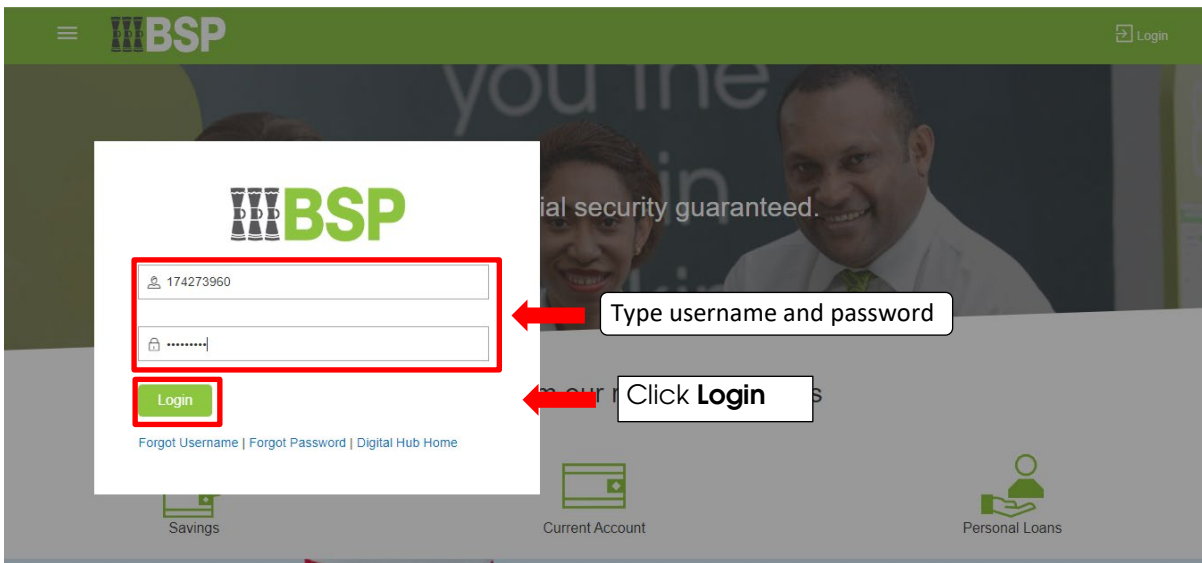 BSP
Login
you the
in
ial security guaranteed.
BSP
174273960
Type username and password
Login
Click Login
Forgot Username | Forgot Password | Digital Hub Home
Savings
Current Account
Personal Loans